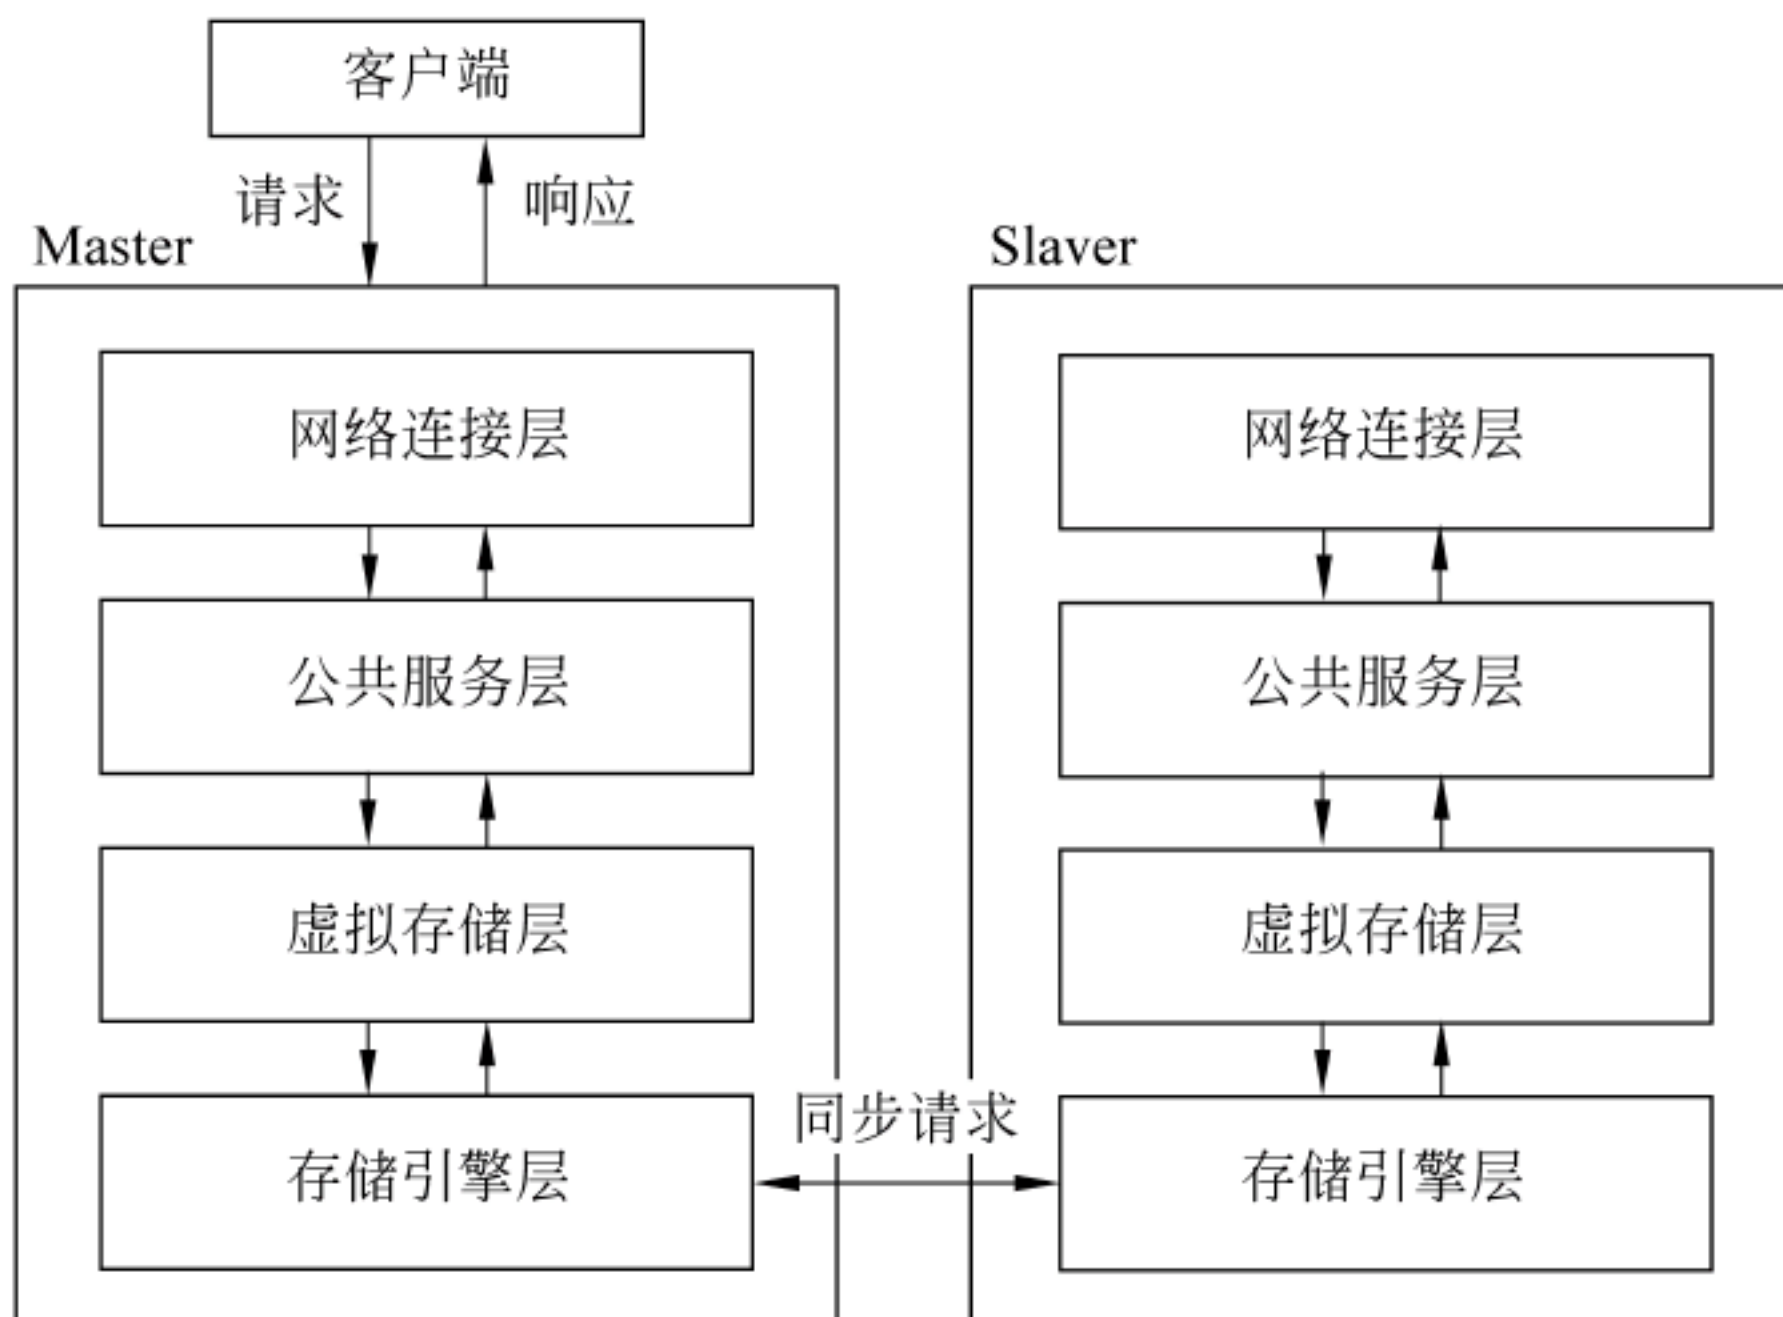 客户端
请求
响应
Master
Slaver
网络连接层
网络连接层
公共服务层
公共服务层
虚拟存储层
虚拟存储层
同步请求
存储引擎层
存储引擎层